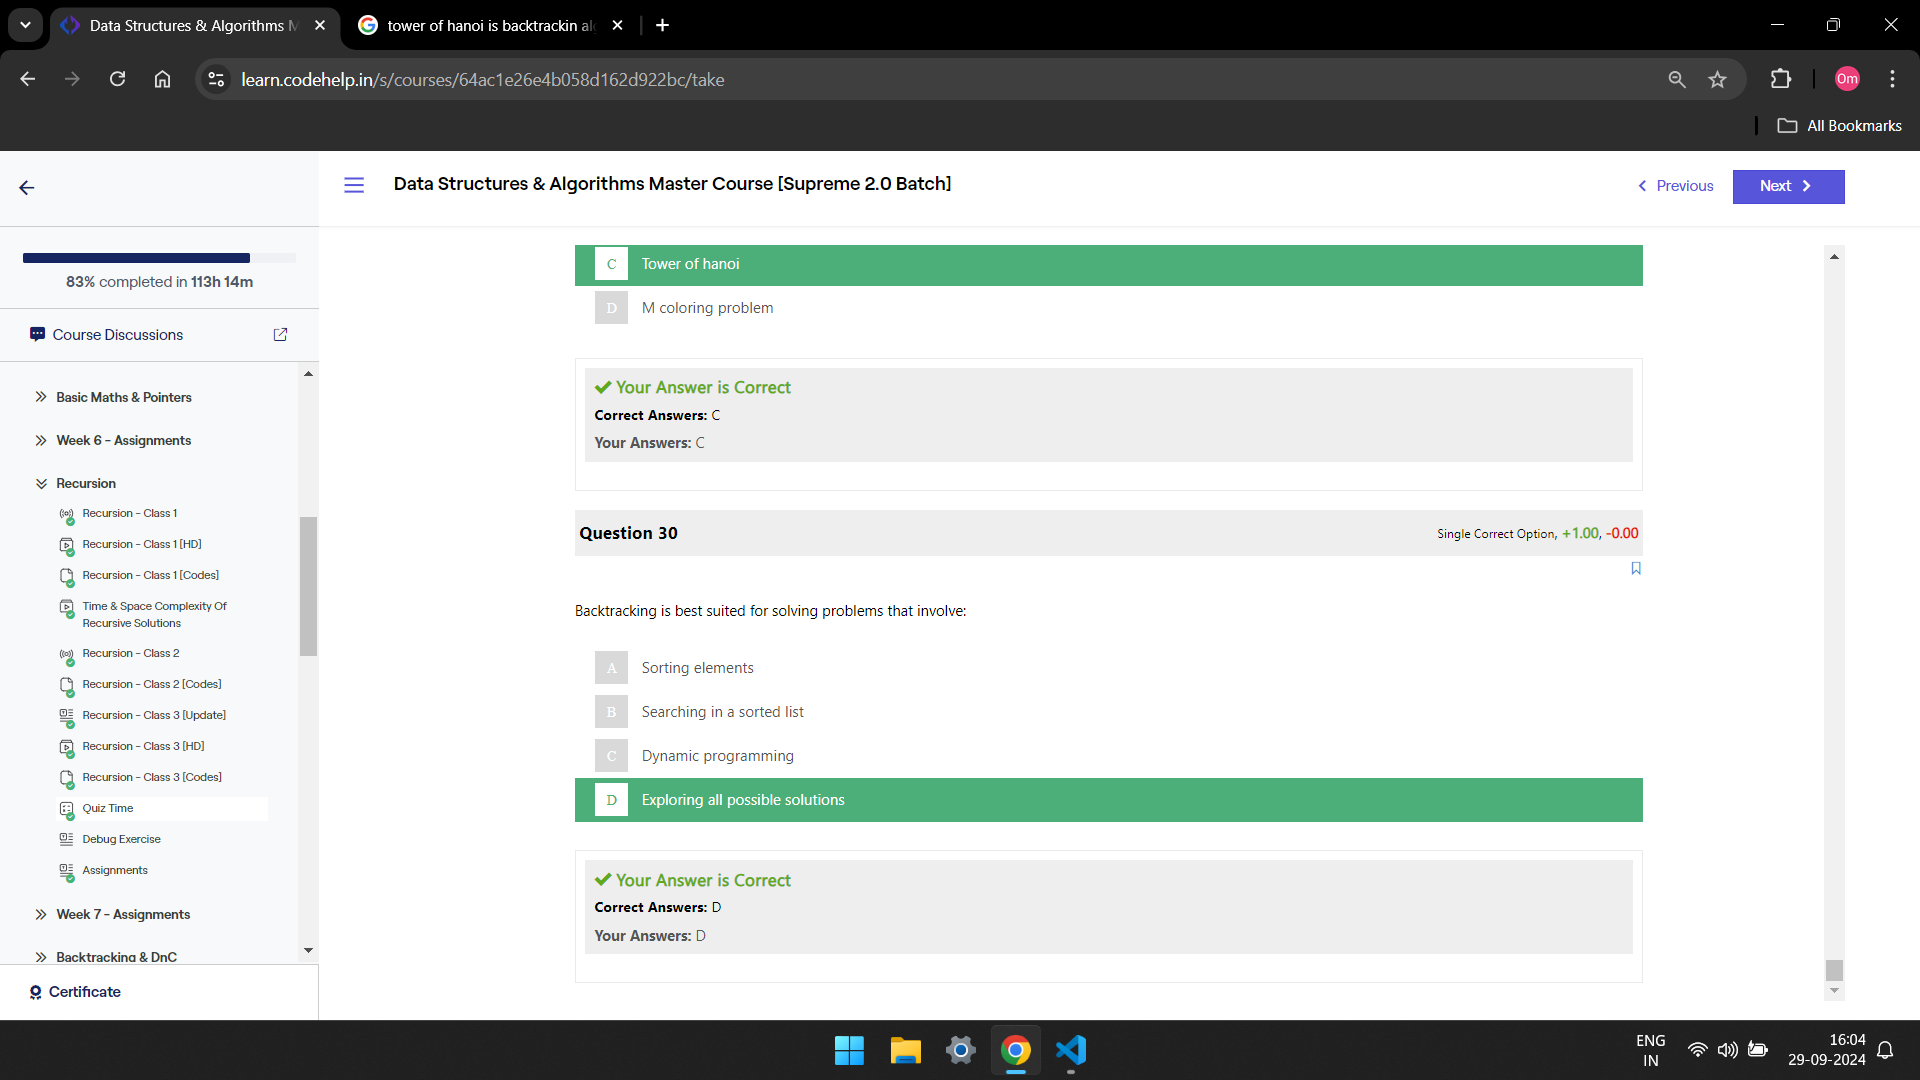 Data Structures & Algorithms M
tower of hanoi is backtrackin al
learn.codehelp.in/s/courses/64ac1e26e4b058d162d922bc/take
Om
All Bookmarks
Data Structures & Algorithms Master Course [Supreme 2.0 Batch]
Previous
Next
83% completed in 113h 14m
Course Discussions
Basic Maths & Pointers
Week 6 - Assignments
Recursion
Recursion - Class 1
Recursion - Class 1 [HD]
Recursion - Class 1 [Codes]
Time & Space Complexity Of
Recursive Solutions
Recursion - Class 2
Recursion - Class 2 [Codes]
Recursion - Class 3 [Update]
Recursion - Class 3 [HD]
Recursion - Class 3 [Codes]
Quiz Time
Debug Exercise
Assignments
Week 7 - Assignments
Backtracking & DnC
Certificate
C Tower of hanoi
D M coloring problem
Your Answer is Correct
Correct Answers: C
Your Answers: C
Question 30
Single Correct Option, +1.00, -0.00
Backtracking is best suited for solving problems that involve:
A Sorting elements
B Searching in a sorted list
C Dynamic programming
D Exploring all possible solutions
Your Answer is Correct
Correct Answers: D
Your Answers: D
ENG
IN
16:04
29-09-2024